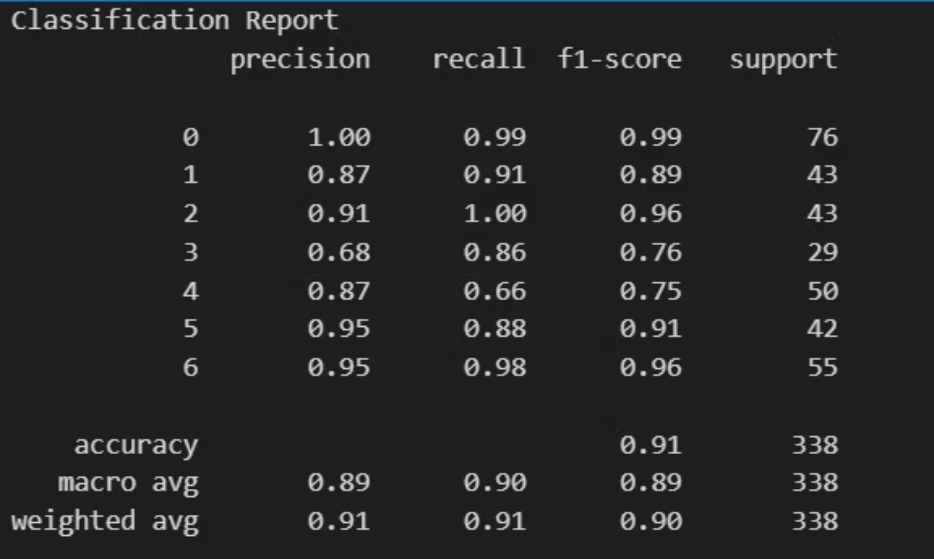 Classification Report
precision recall f1-score support
0 1.00 0.99 0.99 76
1 0.87 0.91 0.89 43
2 0.91 1.00 0.96 43
3 0.68 0.86 0.76 29
4 0.87 0.66 0.75 50
5 0.95 0.88 0.91 42
6 0.95 0.98 0.96 55
accuracy 0.91 338
macro avg 0.89 0.90 0.89 338
weighted avg 0.91 0.91 0.90 338